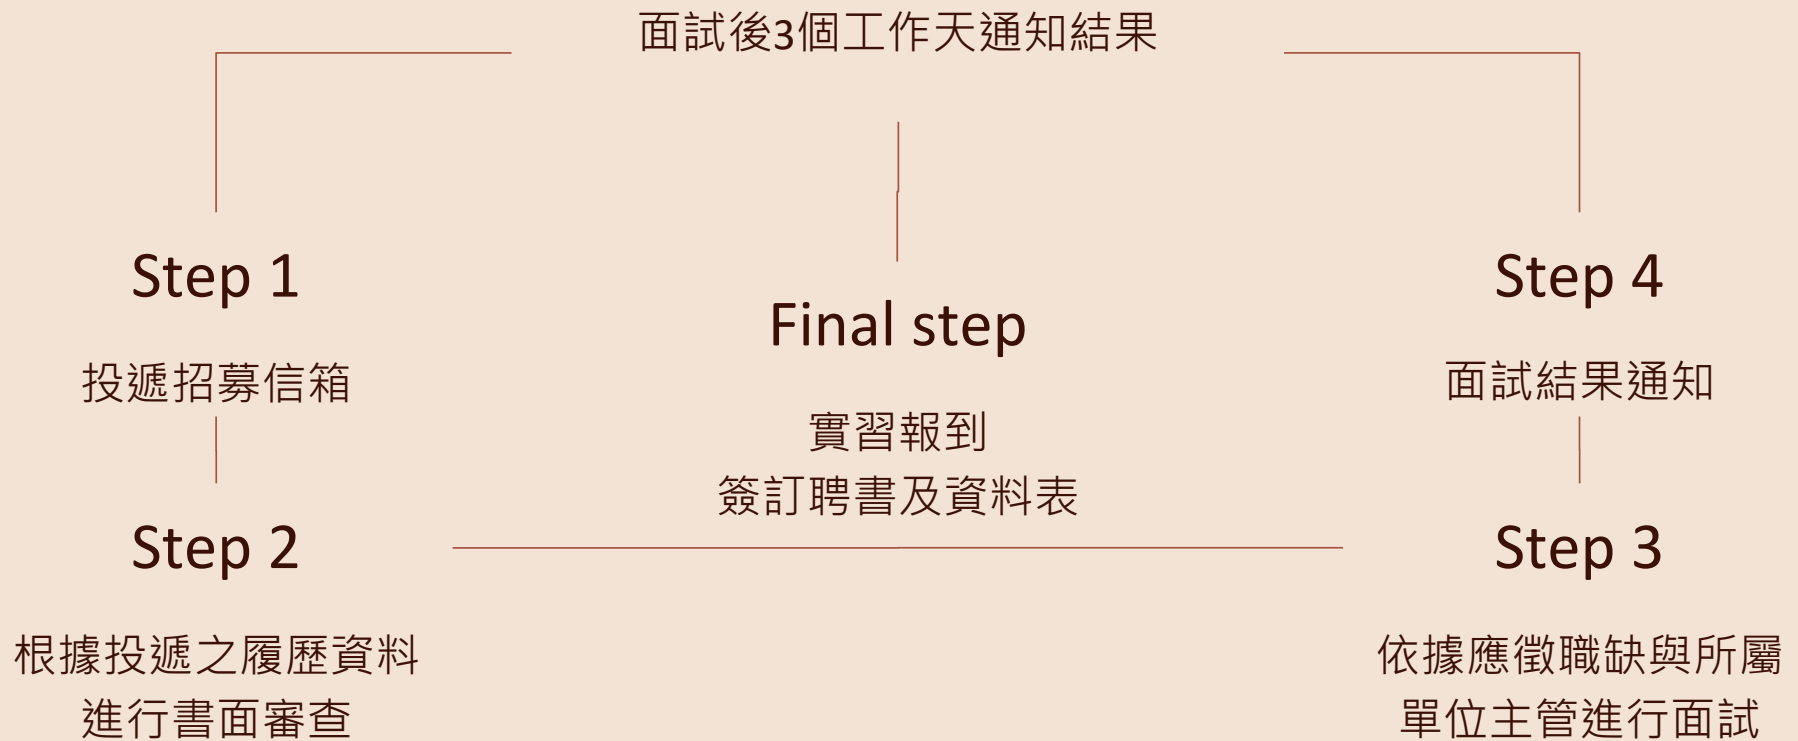 面試後3個工作天通知結果
Step 1
投遞招募信箱
Step 2
根據投遞之履歷資料
進行書面審查
Final step
實習報到
簽訂聘書及資料表
Step 4
面試結果通知
Step 3
依據應徵職缺與所屬
單位主管進行面試